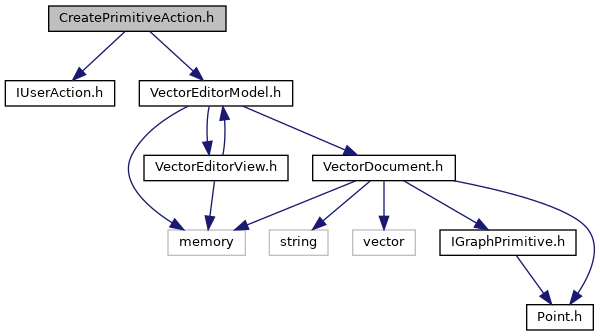 CreatePrimitiveAction.h
IUserAction.h
VectorEditorModel.h
VectorEditorView.h
VectorDocument.h
memory
string
vector
IGraphPrimitive.h
Point.h